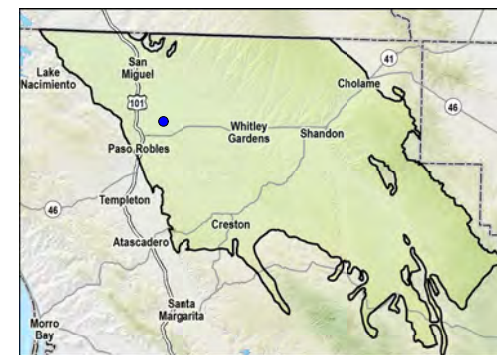 San
Miguel
Lake
Nacimiento
41
Cholame
101
46
Whitley
Gardens
Shandon
Paso Robles
Templeton
46
Creston
Atascadero
Santa
Margarita
Morro
Bay